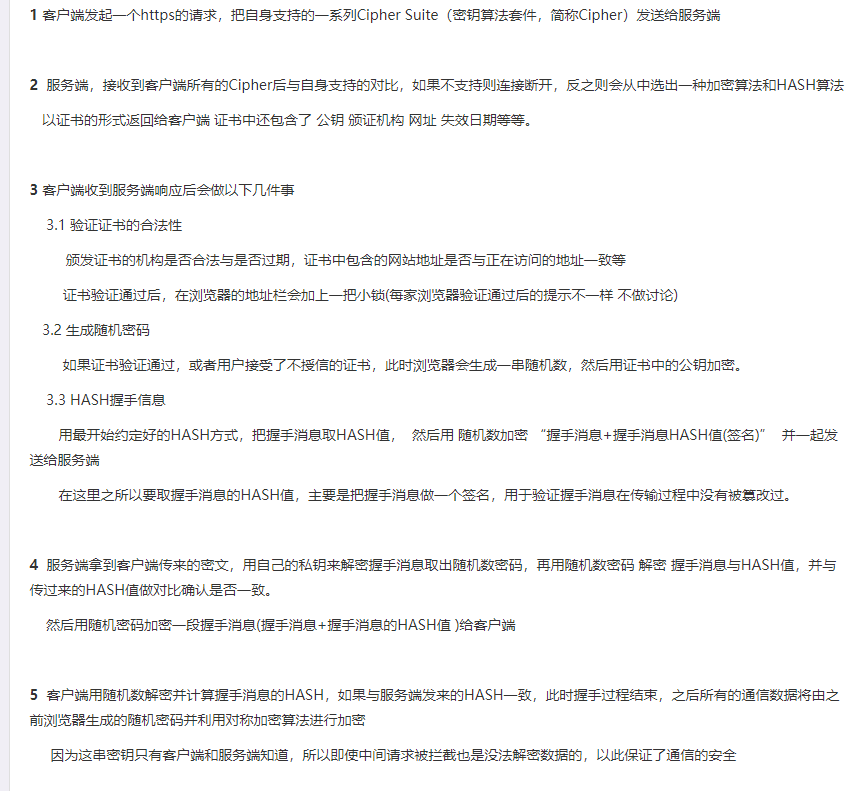 1 客户端发起一个https的请求，把自身支持的一系列Cipher Suite（密钥算法套件，简称Cipher）发送给服务端
2 服务端，接收到客户端所有的Cipher后与自身支持的对比，如果不支持则连接断开，反之则会从中选出一种加密算法和HASH算法
以证书的形式返回给客户端 证书中还包含了 公钥 颁证机构 网址 失效日期等等。
3 客户端收到服务端响应后会做以下几件事
3.1 验证证书的合法性
颁发证书的机构是否合法与是否过期，证书中包含的网站地址是否与正在访问的地址一致等
证书验证通过后，在浏览器的地址栏会加上一把小锁(每家浏览器验证通过后的提示不一样 不做讨论)
3.2 生成随机密码
如果证书验证通过，或者用户接受了不授信的证书，此时浏览器会生成一串随机数，然后用证书中的公钥加密。
3.3 HASH握手信息
用最开始约定好的HASH方式，把握手消息取HASH值， 然后用 随机数加密 “握手消息+握手消息HASH值(签名)” 并一起发
送给服务端
在这里之所以要取握手消息的HASH值，主要是把握手消息做一个签名，用于验证握手消息在传输过程中没有被篡改过。
4 服务端拿到客户端传来的密文，用自己的私钥来解密握手消息取出随机数密码，再用随机数密码 解密 握手消息与HASH值，并与
传过来的HASH值做对比确认是否一致。
然后用随机密码加密一段握手消息(握手消息+握手消息的HASH值 )给客户端
5 客户端用随机数解密并计算握手消息的HASH，如果与服务端发来的HASH一致，此时握手过程结束，之后所有的通信数据将由之
前浏览器生成的随机密码并利用对称加密算法进行加密
因为这串密钥只有客户端和服务端知道，所以即使中间请求被拦截也是没法解密数据的，以此保证了通信的安全